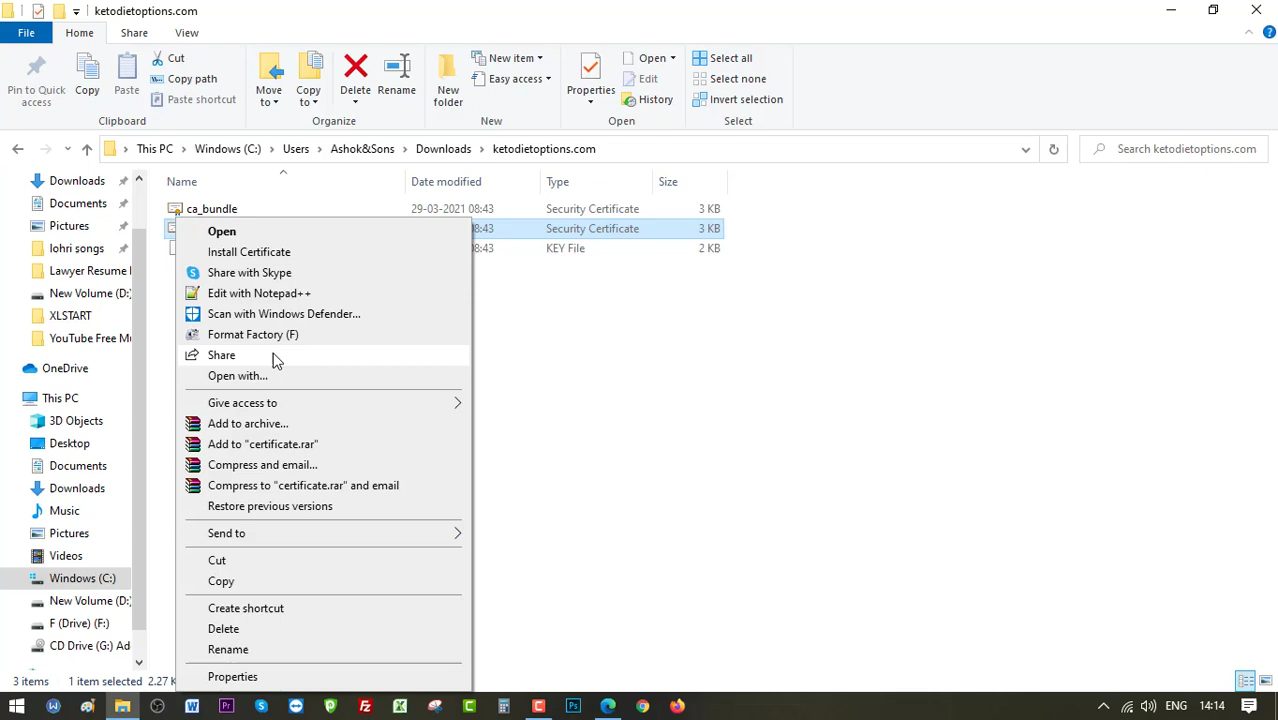 ketodietoptions.com
File Home Share View
Pin to Quick access
Copy
Paste
Cut
Copy path
Paste shortcut
Move to
Copy to
Delete
Rename
New folder
New item
Easy access
Properties
Open
Edit
History
Select all
Select none
Invert selection
Clipboard Organize New Open Select
This PC Windows (C:) Users Ashok&Sons Downloads ketodietoptions.com
Search ketodietoptions.com
Name Date modified Type Size
ca_bundle 29-03-2021 08:43 Security Certificate 3 KB
08:43 Security Certificate 3 KB
08:43 KEY File 2 KB
Downloads
Documents
Pictures
lohri songs
Lawyer Resume
New Volume (D:)
XLSTART
YouTube Free Mu
OneDrive
This PC
3D Objects
Desktop
Documents
Downloads
Music
Pictures
Videos
Windows (C:)
New Volume (D:)
F (Drive) (F:)
CD Drive (G:) Ad
Open
Install Certificate
Share with Skype
Edit with Notepad++
Scan with Windows Defender...
Format Factory (F)
Share
Open with...
Give access to
Add to archive...
Add to "certificate.rar"
Compress and email...
Compress to "certificate.rar" and email
Restore previous versions
Send to
Cut
Copy
Create shortcut
Delete
Rename
Properties
3 items 1 item selected 2.27 K
ENG 14:14